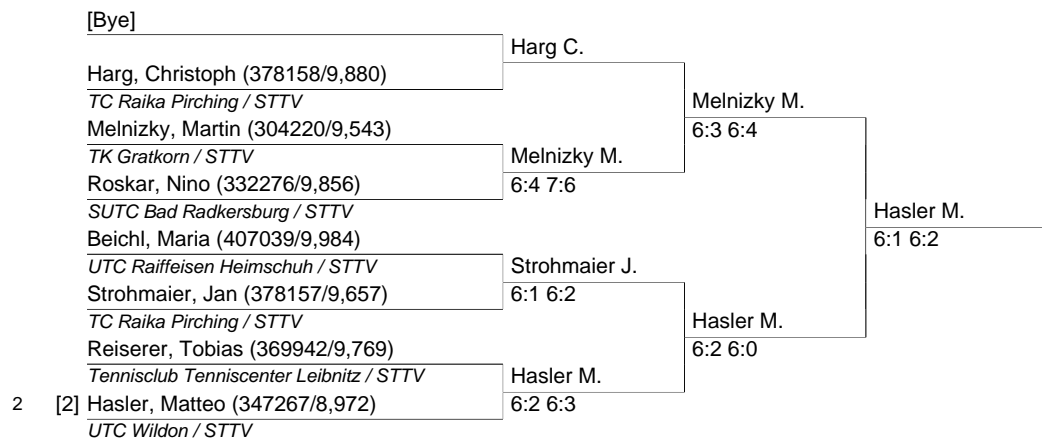 [Bye]
Harg C.
Harg, Christoph (378158/9,880)
TC Raika Pirching / STTV
Melnizky M.
Melnizky, Martin (304220/9,543)
6:3 6:4
TK Gratkorn / STTV
Melnizky M.
Roskar, Nino (332276/9,856)
6:4 7:6
SUTC Bad Radkersburg / STTV
Hasler M.
Beichl, Maria (407039/9,984)
6:1 6:2
UTC Raiffeisen Heimschuh / STTV
Strohmaier J.
Strohmaier, Jan (378157/9,657)
6:1 6:2
TC Raika Pirching / STTV
Hasler M.
Reiserer, Tobias (369942/9,769)
6:2 6:0
Tennisclub Tenniscenter Leibnitz / STTV
Hasler M.
2 [2] Hasler, Matteo (347267/8,972)
6:2 6:3
UTC Wildon / STTV